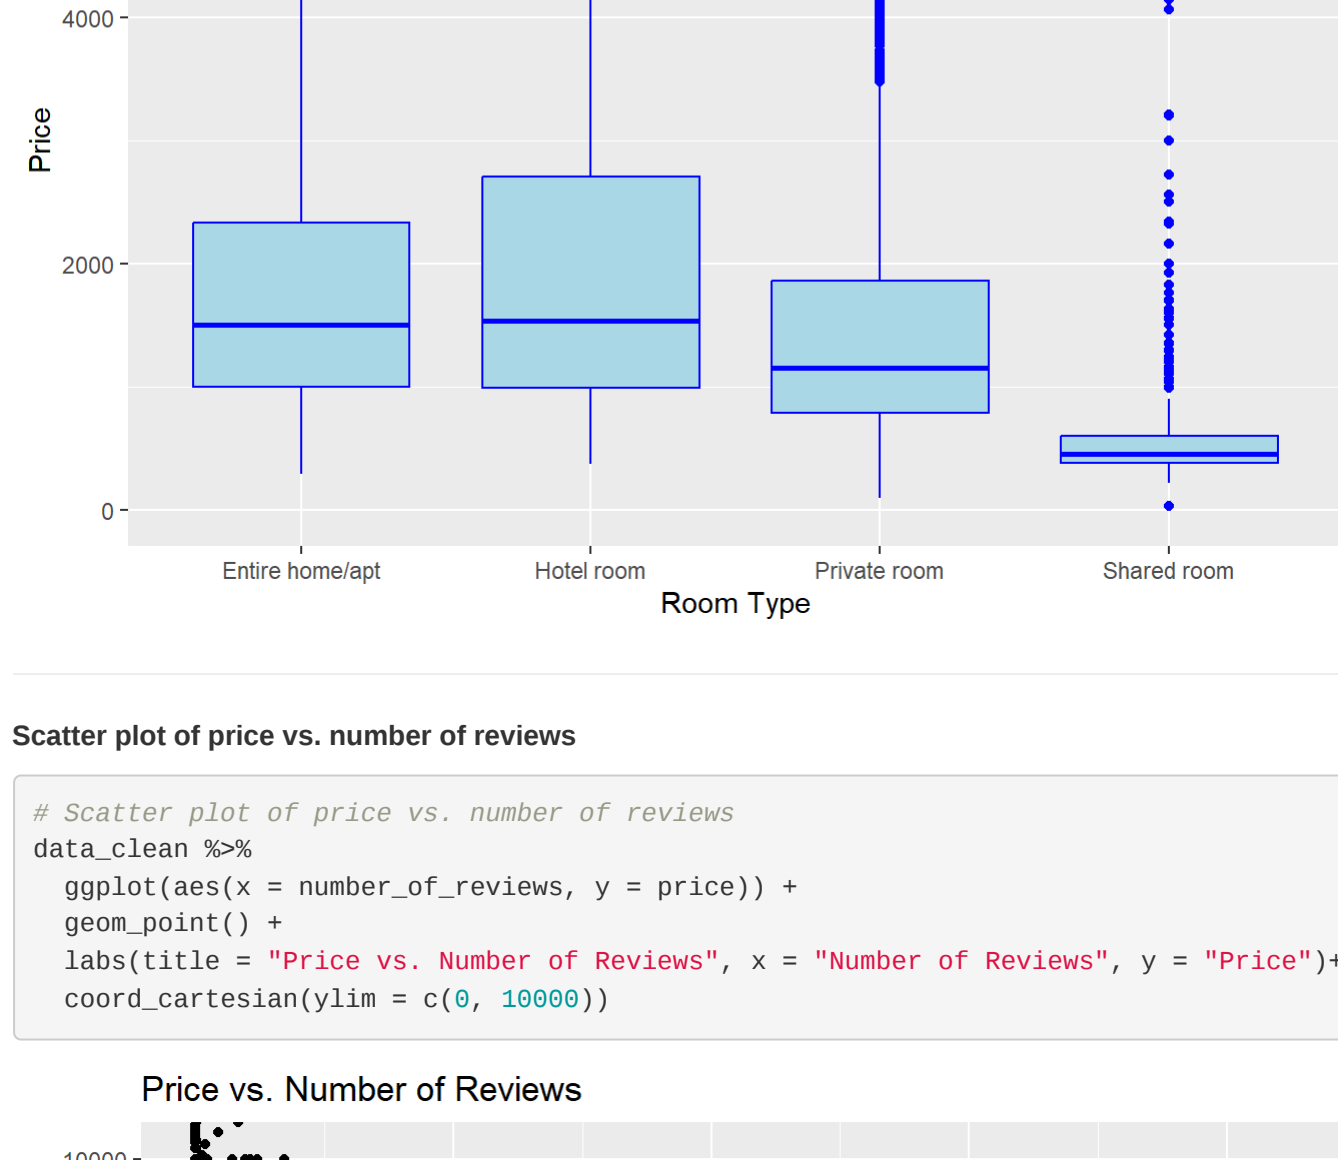 4000
Price
2000
0
Entire home/apt Hotel room Private room Shared room
Room Type
Scatter plot of price vs. number of reviews
# Scatter plot of price vs. number of reviews
data_clean %>%
  ggplot(aes(x = number_of_reviews, y = price)) +
  geom_point() +
  labs(title = "Price vs. Number of Reviews", x = "Number of Reviews", y = "Price")+
  coord_cartesian(ylim = c(0, 10000))
Price vs. Number of Reviews
10000